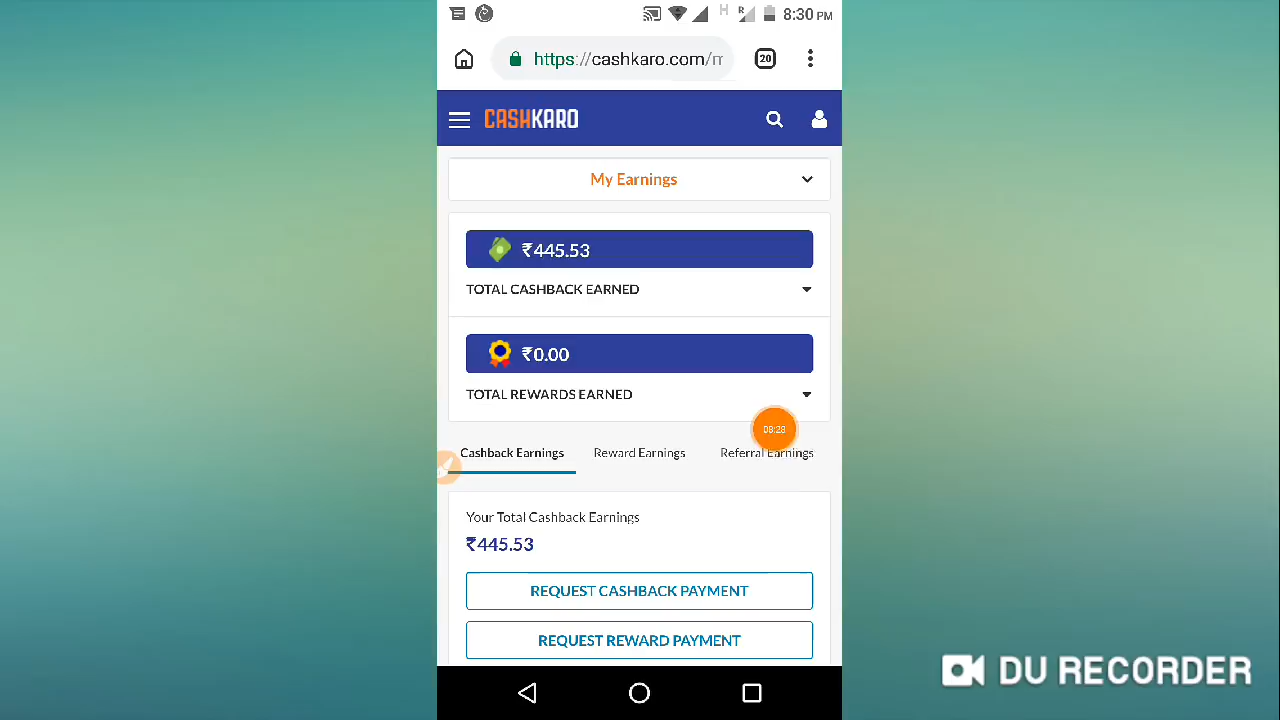 H R 8:30 PM
https://cashkaro.com/m 20
CASHKARO
My Earnings
₹445.53
TOTAL CASHBACK EARNED
₹0.00
TOTAL REWARDS EARNED
Cashback Earnings Reward Earnings Referral Earnings
Your Total Cashback Earnings
₹445.53
REQUEST CASHBACK PAYMENT
REQUEST REWARD PAYMENT
DU RECORDER